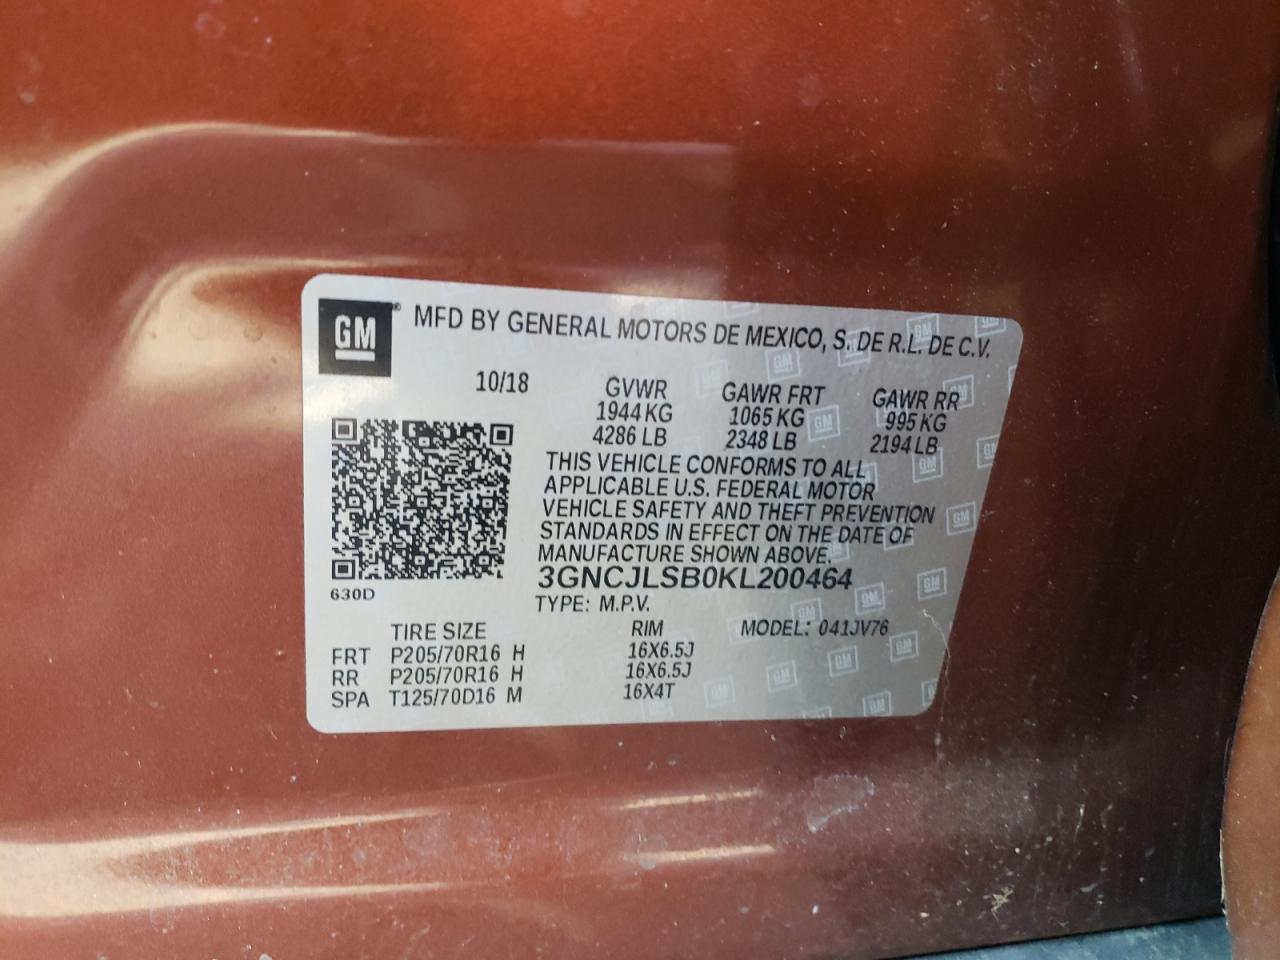 GM
MFD BY GENERAL MOTORS DE MEXICO, S. DE R.L. DE C.V.
10/18 GVWR GAWR FRT GAWR RR
1944 KG 1065 KG 995 KG
4286 LB 2348 LB 2194 LB
THIS VEHICLE CONFORMS TO ALL
APPLICABLE U.S. FEDERAL MOTOR
VEHICLE SAFETY AND THEFT PREVENTION
STANDARDS IN EFFECT ON THE DATE OF
MANUFACTURE SHOWN ABOVE.
3GNCJLSB0KL200464
630D
TYPE: M.P.V.
TIRE SIZE RIM MODEL: 041JV76
FRT P205/70R16 H 16X6.5J
RR P205/70R16 H 16X6.5J
SPA T125/70D16 M 16X4T